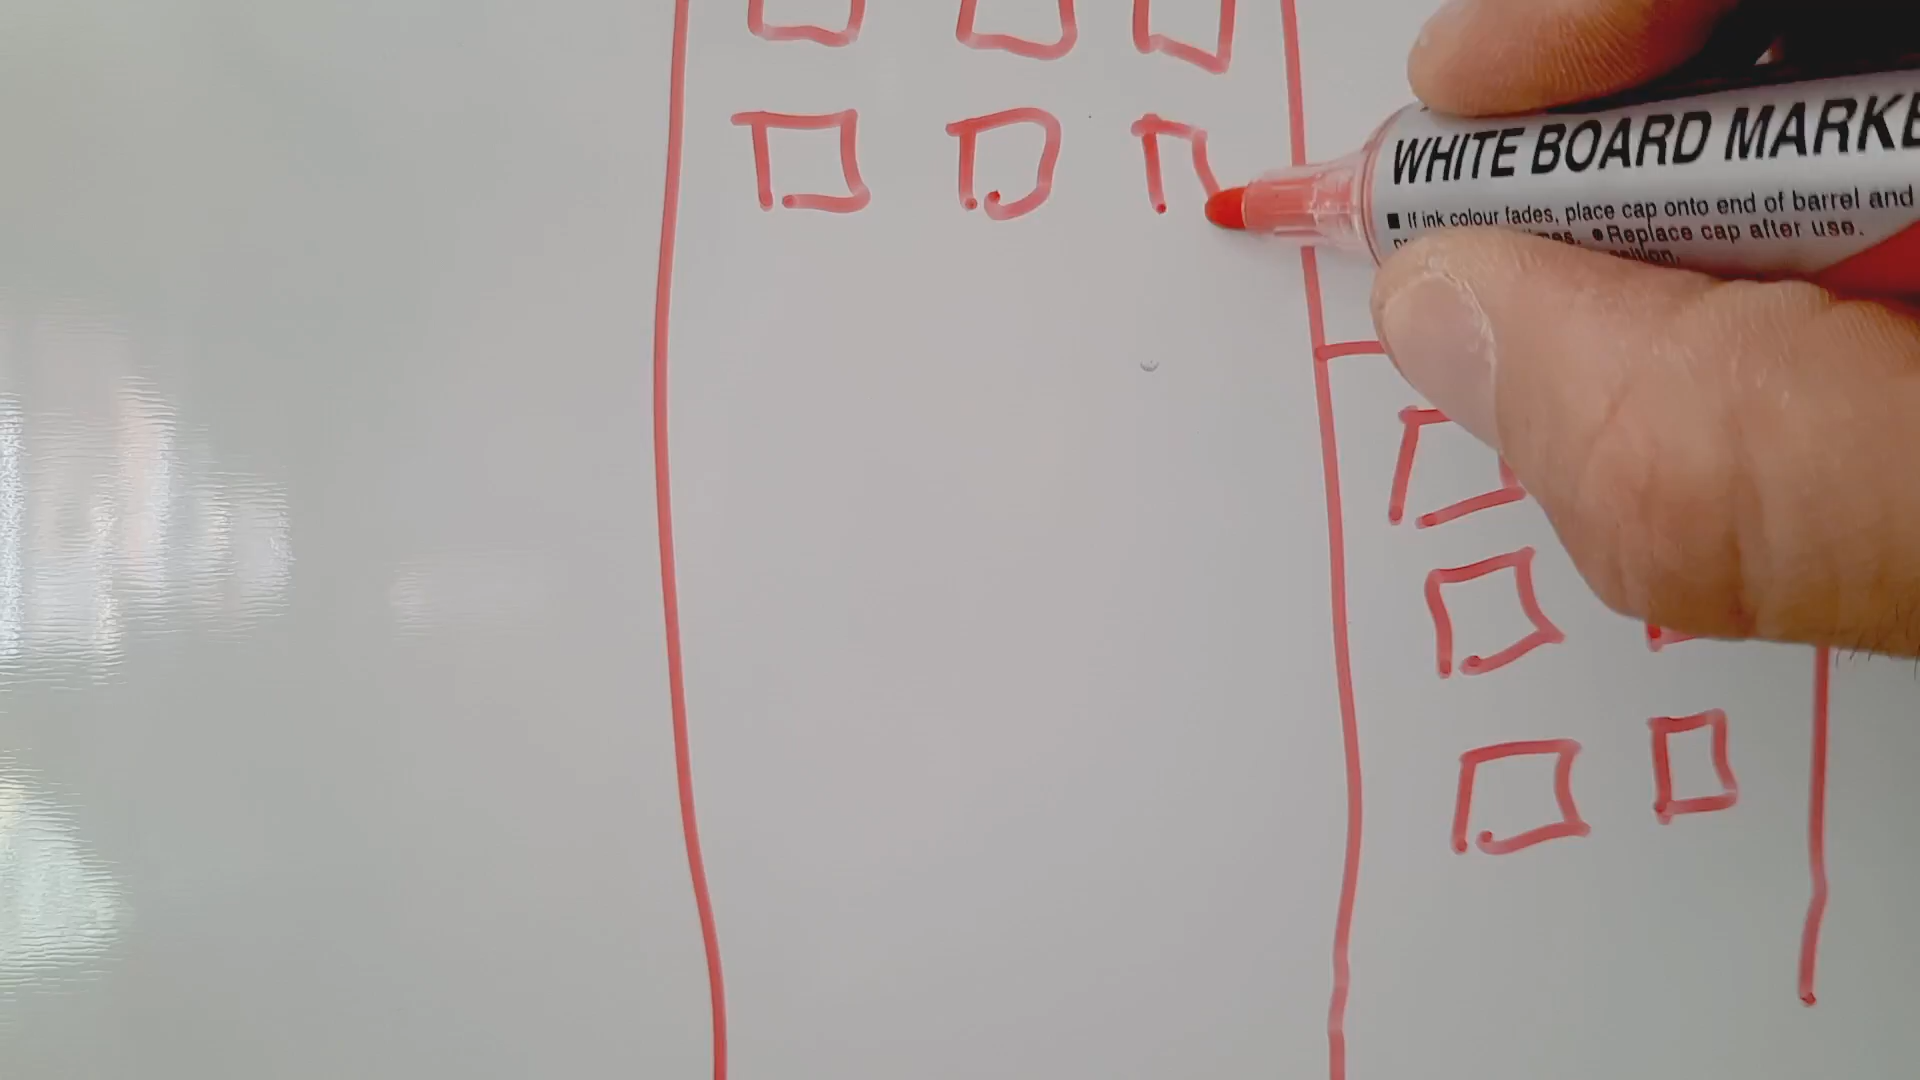 WHITE BOARD MARKE
■ If ink colour fades, place cap onto end of barrel and
● Replace cap after use.